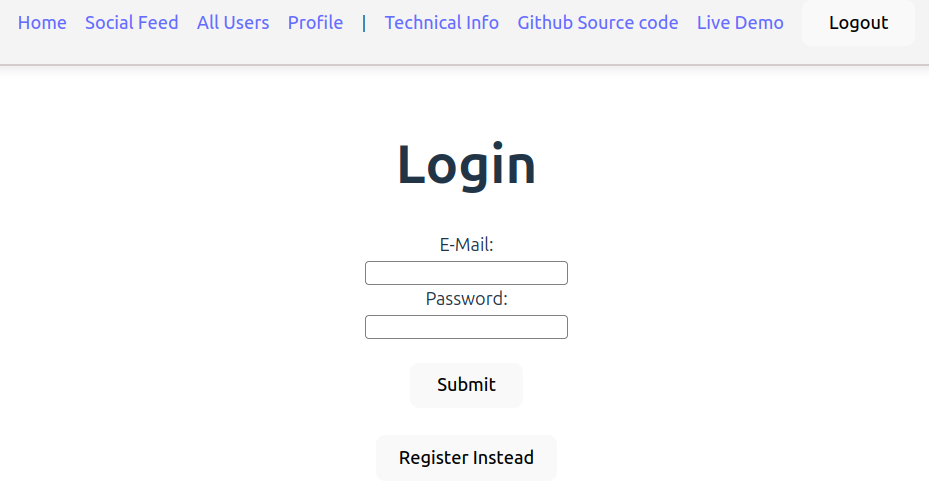 Home Social Feed All Users Profile | Technical Info Github Source code Live Demo Logout
Login
E-Mail:
Password:
Submit
Register Instead